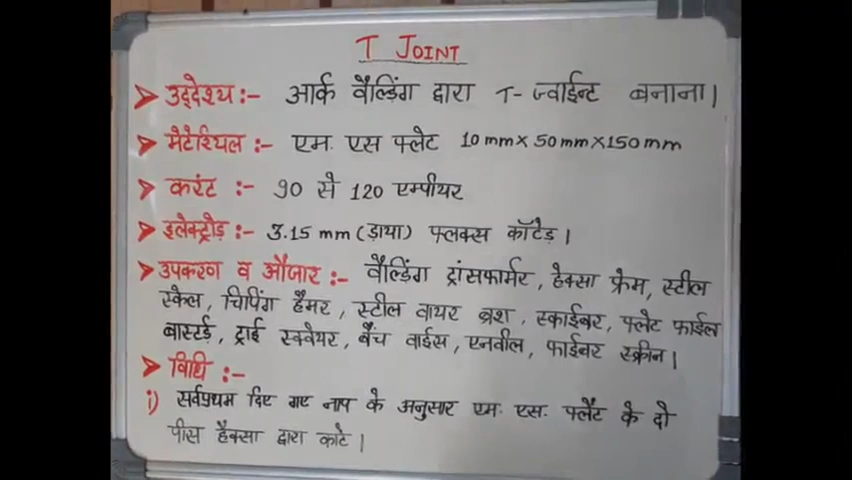 T JOINT
➤ उद्देश्य :- आर्क वैल्डिंग द्वारा T-ज्वाईन्ट बनाना।
➤ मेटेरियल :- एम. एस फ्लेट 10 mm x 50 mm x 150 mm
➤ करंट :- 90 से 120 एम्पीयर
➤ इलेक्ट्रोड़ :- 3.15 mm (ड़ाया) फ्लक्स कॉटेड़।
➤ उपकरण व औजार :- वैल्डिंग ट्रांसफार्मर, हेक्सा फ्रेम, स्टील
स्केल, चिपिंग हैमर, स्टील वायर ब्रश, स्काईबर, फ्लेट फाईल
बास्टर्ड, ट्राई स्क्वेयर, बैंच वाईस, एनवील, फाईबर स्क्रीन।
➤ विधि :-
i) सर्वप्रथम दिए गए नाप के अनुसार एम. एस. फ्लैट के दो
पीस हैक्सा द्वारा काटे।